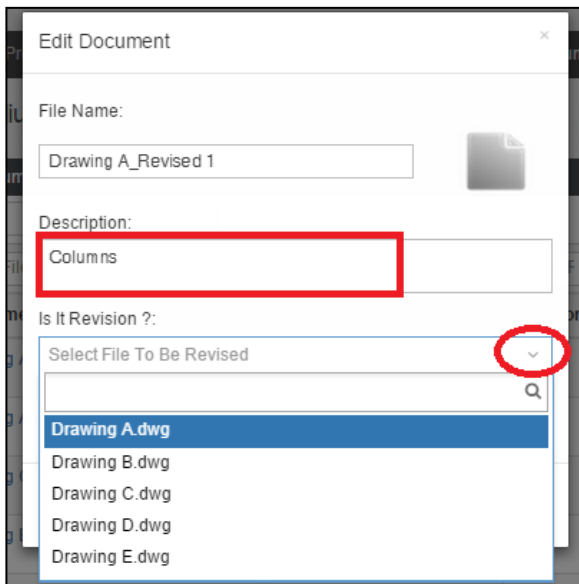 Edit Document
File Name:
Drawing A_Revised 1
Description:
Columns
Is It Revision ?:
Select File To Be Revised
Drawing A.dwg
Drawing B.dwg
Drawing C.dwg
Drawing D.dwg
Drawing E.dwg